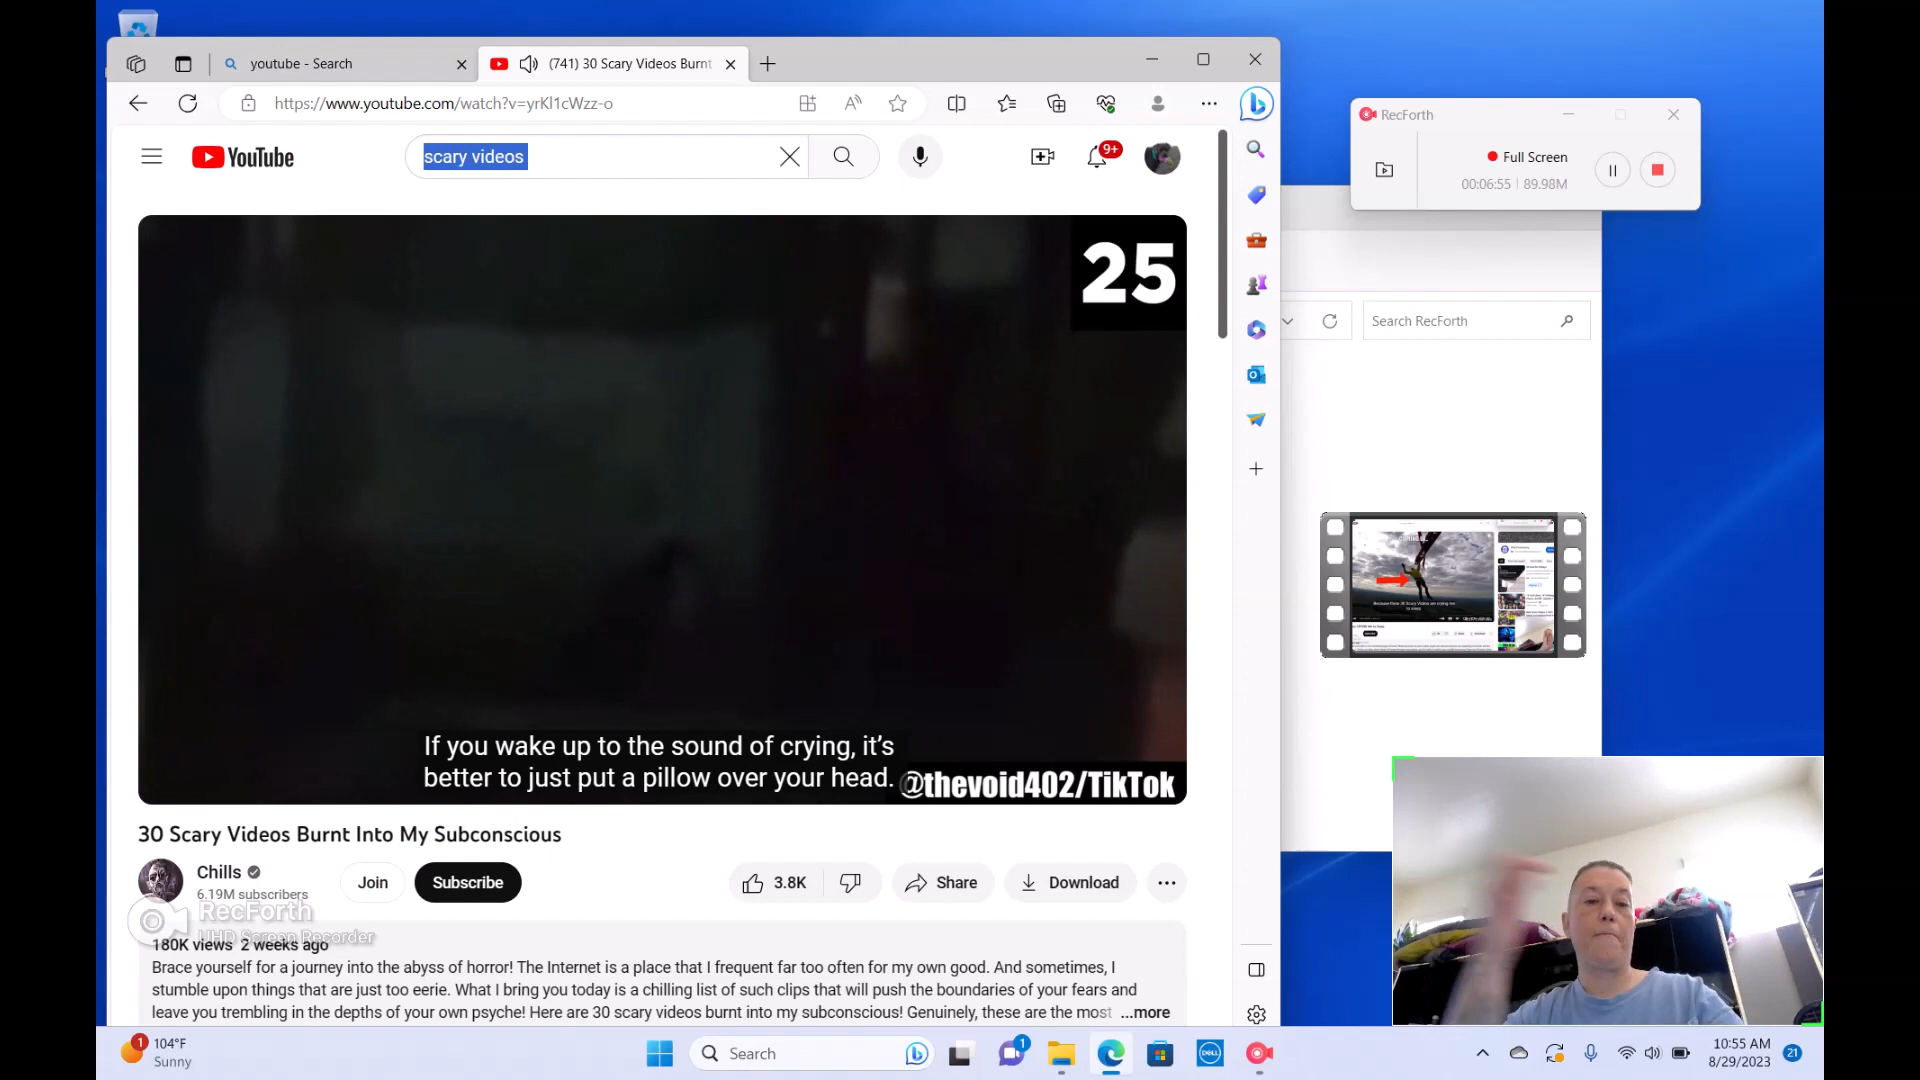 youtube - Search
(741) 30 Scary Videos Burnt
https://www.youtube.com/watch?v=yrKl1cWzz-o
YouTube
scary videos
9+
RecForth
Full Screen
00:06:55 | 89.98M
Search RecForth
25
If you wake up to the sound of crying, it's
better to just put a pillow over your head.
@thevoid402/TikTok
30 Scary Videos Burnt Into My Subconscious
Chills
6.19M subscribers
Join
Subscribe
3.8K
Share
Download
RecForth
UHD Screen Recorder
180K views 2 weeks ago
Brace yourself for a journey into the abyss of horror! The Internet is a place that I frequent far too often for my own good. And sometimes, I
stumble upon things that are just too eerie. What I bring you today is a chilling list of such clips that will push the boundaries of your fears and
leave you trembling in the depths of your own psyche! Here are 30 scary videos burnt into my subconscious! Genuinely, these are the most ...more
1
104°F
Sunny
Search
1
DELL
10:55 AM
8/29/2023
21